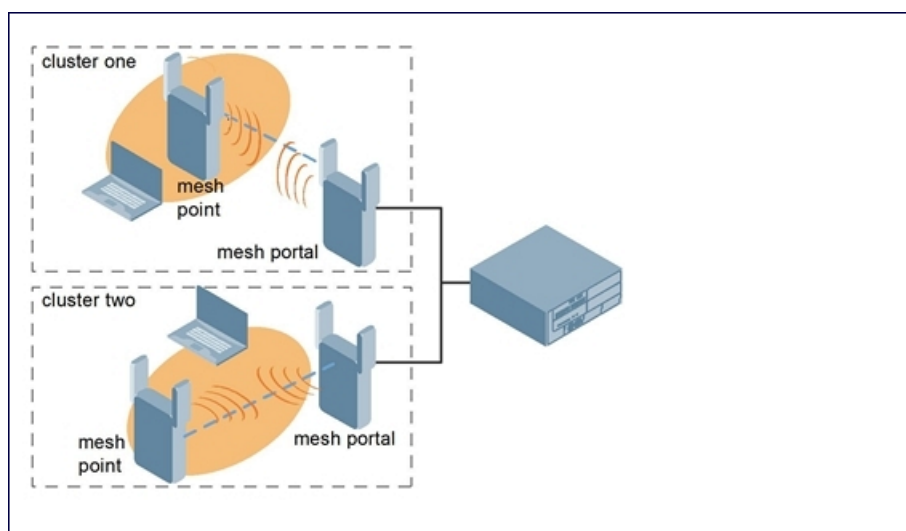 cluster one
mesh
point
mesh portal
cluster two
mesh portal
mesh
point